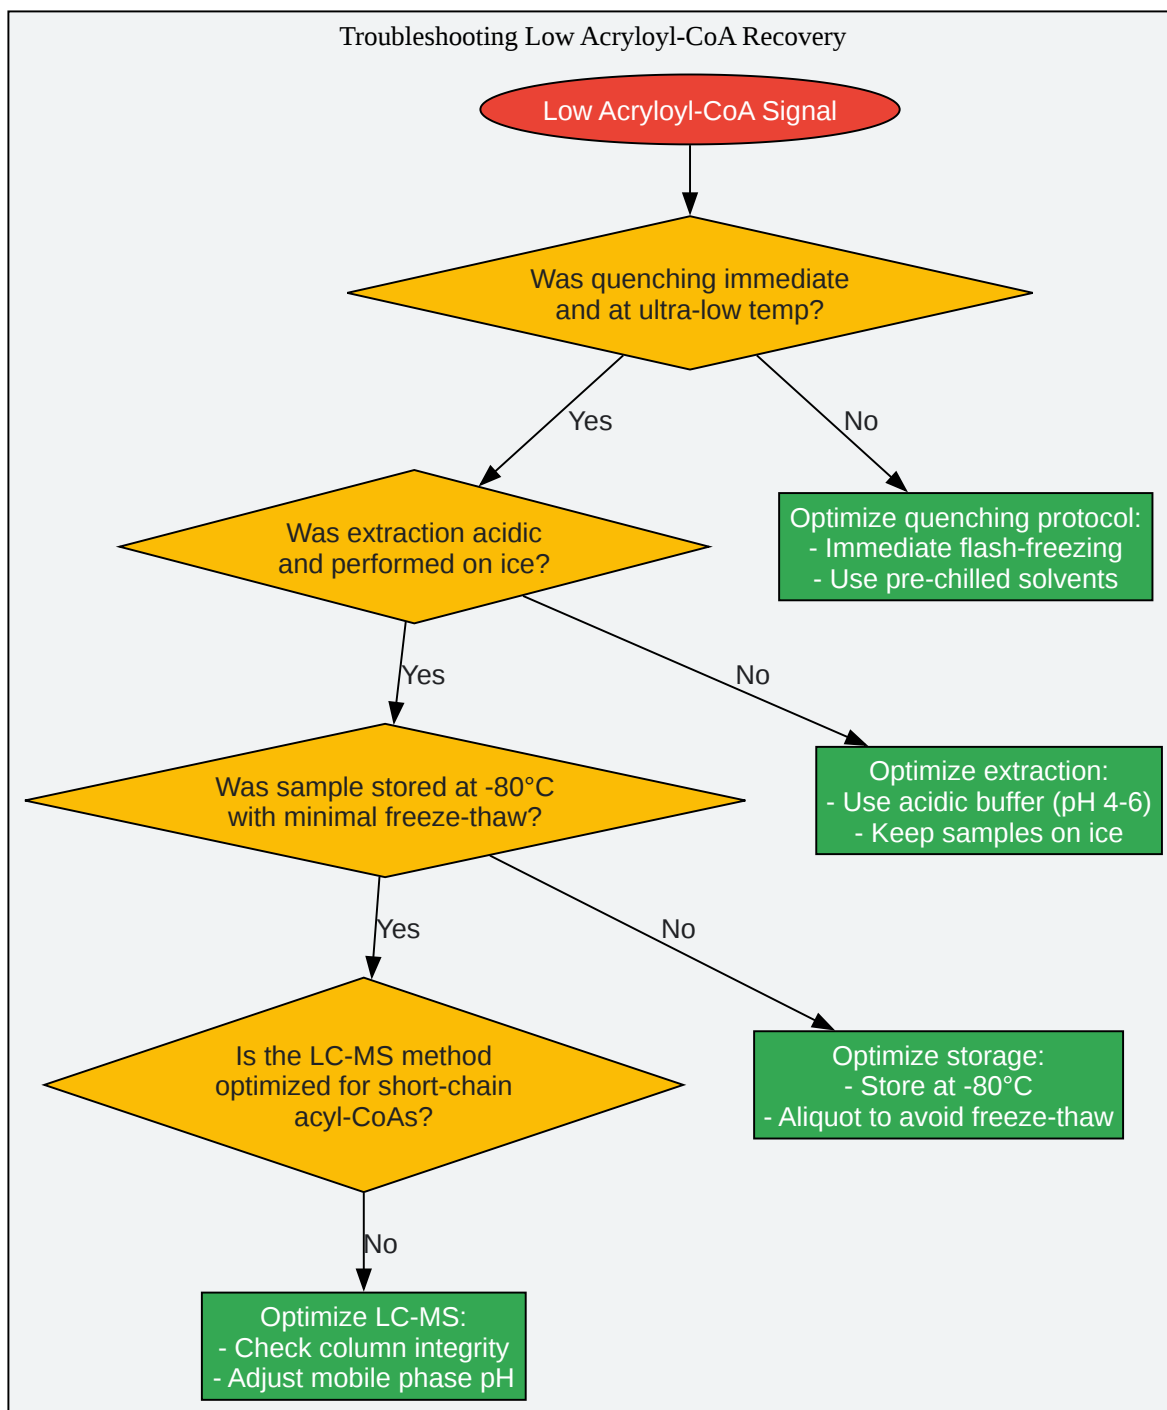 Troubleshooting Low Acryloyl-CoA Recovery
Low Acryloyl-CoA Signal
Was quenching immediate
and at ultra-low temp?
Yes
No
Was extraction acidic
and performed on ice?
Optimize quenching protocol:
- Immediate flash-freezing
- Use pre-chilled solvents
Yes
No
Was sample stored at -80°C
with minimal freeze-thaw?
Optimize extraction:
- Use acidic buffer (pH 4-6)
- Keep samples on ice
Yes
No
Is the LC-MS method
optimized for short-chain
acyl-CoAs?
Optimize storage:
- Store at -80°C
- Aliquot to avoid freeze-thaw
No
Optimize LC-MS:
- Check column integrity
- Adjust mobile phase pH